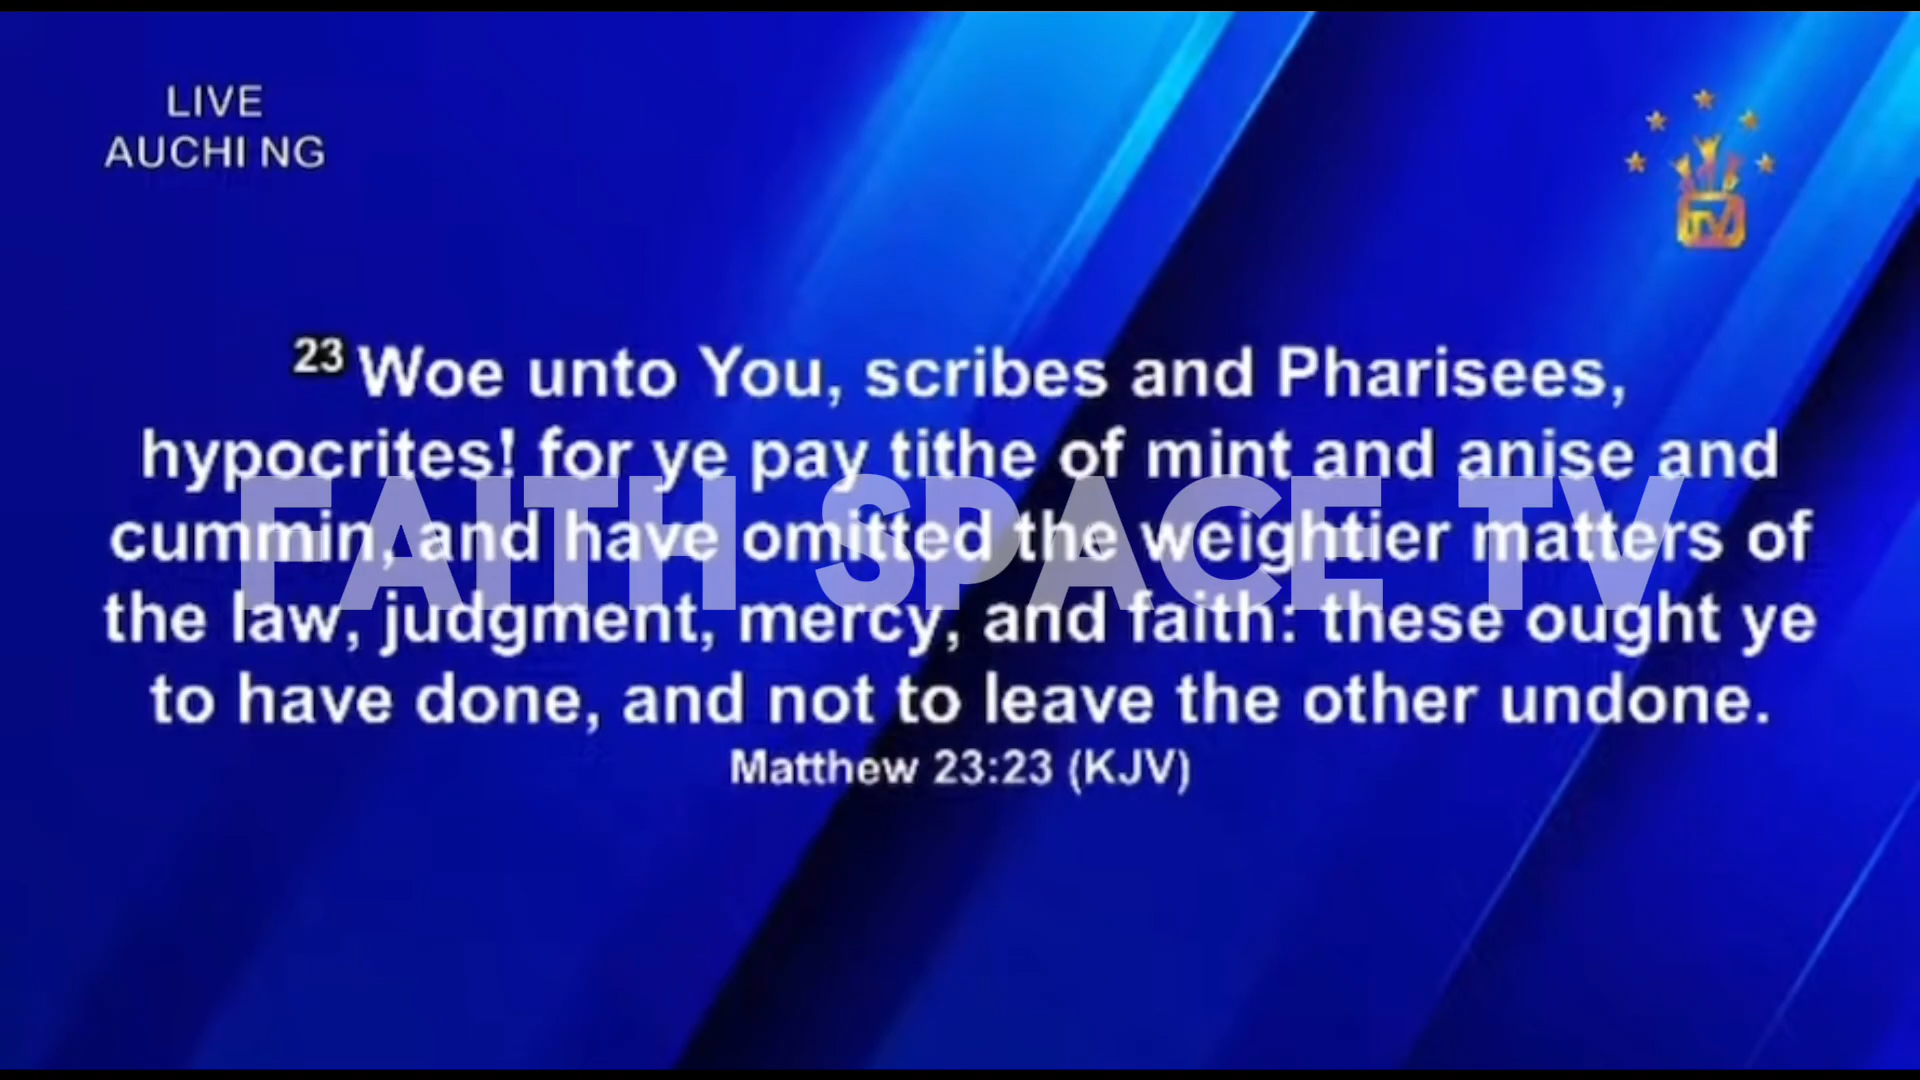 LIVE
AUCHI NG
TV
23 Woe unto You, scribes and Pharisees,
hypocrites! for ye pay tithe of mint and anise and
cummin, and have omitted the weightier matters of
the law, judgment, mercy, and faith: these ought ye
to have done, and not to leave the other undone.
Matthew 23:23 (KJV)
FAITH SPACE TV